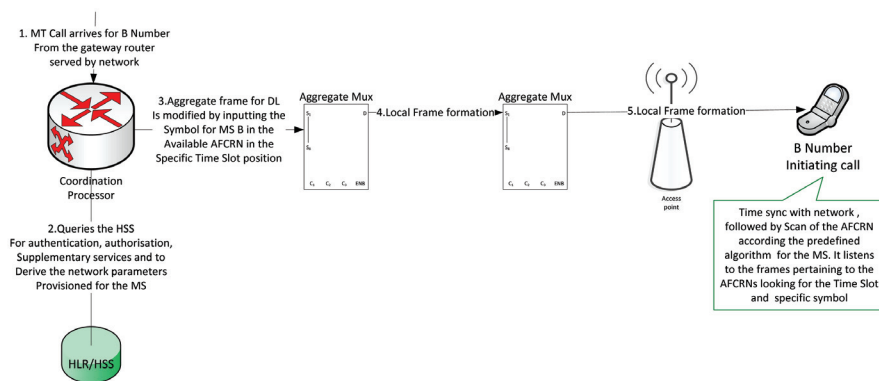 1. MT Call arrives for B Number
From the gateway router
served by network
Coordination
Processor
2.Queries the HSS
For authentication, authorisation,
Supplementary services and to
Derive the network parameters
Provisioned for the MS
HLR/HSS
3.Aggregate frame for DL
Is modified by inputting the
Symbol for MS B in the
Available AFCRN in the
Specific Time Slot position
Aggregate Mux
S₁
D
Sₙ
C₁ C₂ C₃ ENB
4.Local Frame formation
Aggregate Mux
S₁
D
Sₙ
C₁ C₂ C₃ ENB
5.Local Frame formation
Access
point
B Number
Initiating call
Time sync with network ,
followed by Scan of the AFCRN
according the predefined
algorithm for the MS. It listens
to the frames pertaining to the
AFCRNs looking for the Time Slot
and specific symbol